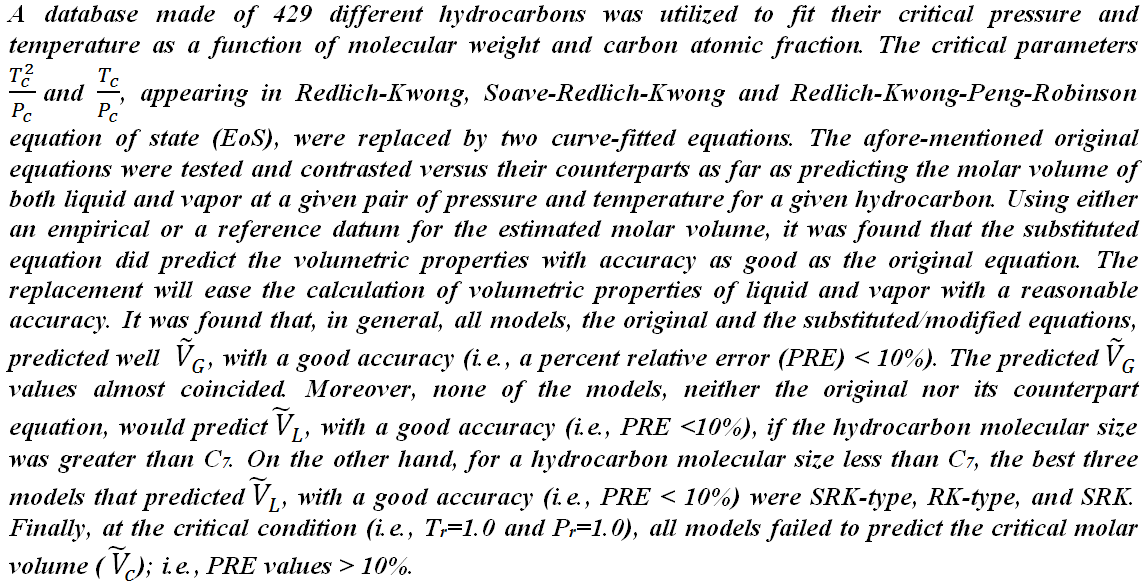 A database made of 429 different hydrocarbons was utilized to fit their critical pressure and
temperature as a function of molecular weight and carbon atomic fraction. The critical parameters
$\frac{T_c^2}{P_c}$ and $\frac{T_c}{P_c}$, appearing in Redlich-Kwong, Soave-Redlich-Kwong and Redlich-Kwong-Peng-Robinson
equation of state (EoS), were replaced by two curve-fitted equations. The afore-mentioned original
equations were tested and contrasted versus their counterparts as far as predicting the molar volume of
both liquid and vapor at a given pair of pressure and temperature for a given hydrocarbon. Using either
an empirical or a reference datum for the estimated molar volume, it was found that the substituted
equation did predict the volumetric properties with accuracy as good as the original equation. The
replacement will ease the calculation of volumetric properties of liquid and vapor with a reasonable
accuracy. It was found that, in general, all models, the original and the substituted/modified equations,
predicted well $\tilde{V}_G$, with a good accuracy (i.e., a percent relative error (PRE) < 10%). The predicted $\tilde{V}_G$
values almost coincided. Moreover, none of the models, neither the original nor its counterpart
equation, would predict $\tilde{V}_L$, with a good accuracy (i.e., PRE <10%), if the hydrocarbon molecular size
was greater than C₇. On the other hand, for a hydrocarbon molecular size less than C₇, the best three
models that predicted $\tilde{V}_L$, with a good accuracy (i.e., PRE < 10%) were SRK-type, RK-type, and SRK.
Finally, at the critical condition (i.e., $T_r$=1.0 and $P_r$=1.0), all models failed to predict the critical molar
volume ( $\tilde{V}_C$); i.e., PRE values > 10%.